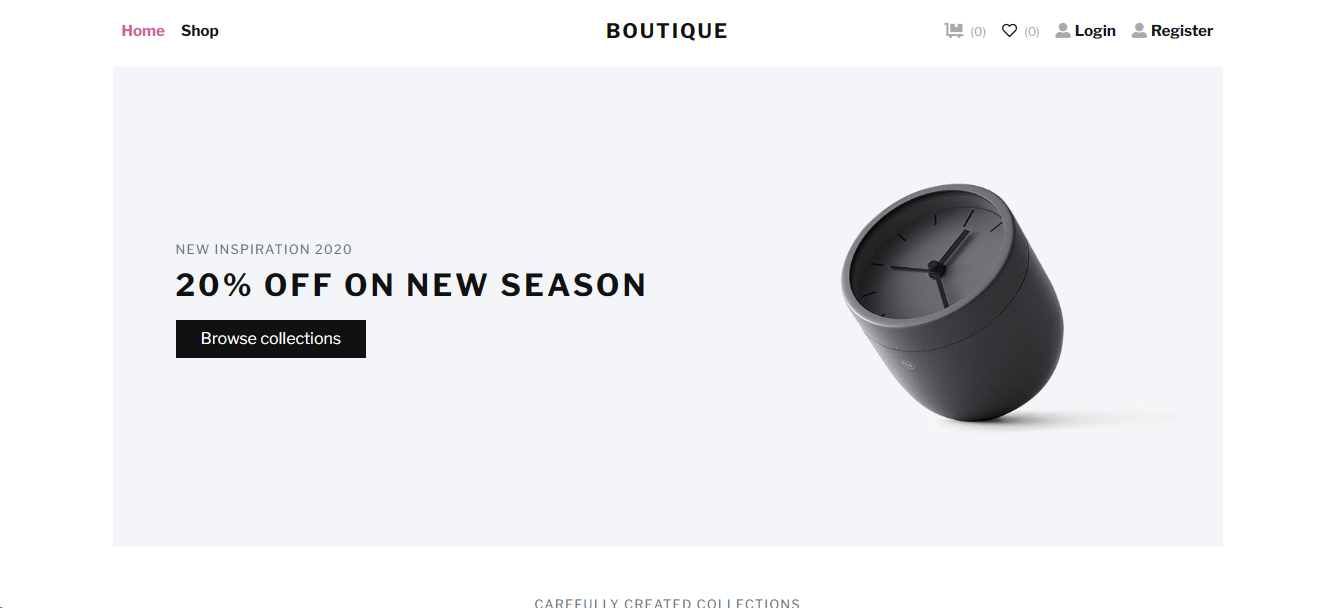 Home Shop BOUTIQUE (0) (0) Login Register
NEW INSPIRATION 2020
20% OFF ON NEW SEASON
Browse collections
CAREFULLY CREATED COLLECTIONS